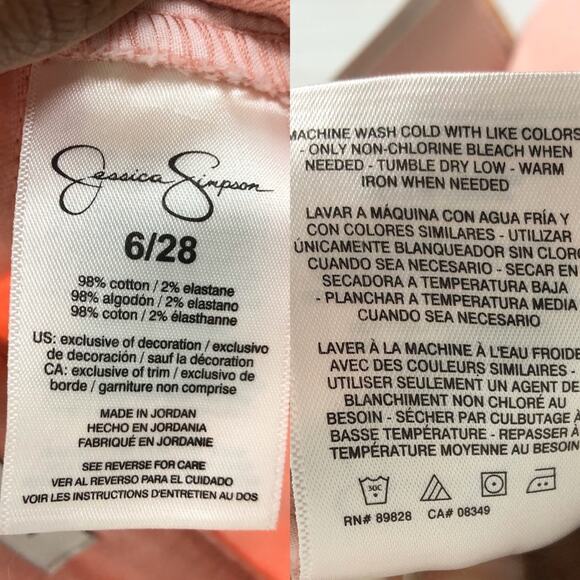 Jessica Simpson
6/28
98% cotton / 2% elastane
98% algodón / 2% elastano
98% coton / 2% élasthanne
US: exclusive of decoration / exclusivo
de decoración / sauf la décoration
CA: exclusive of trim / exclusivo de
borde / garniture non comprise
MADE IN JORDAN
HECHO EN JORDANIA
FABRIQUÉ EN JORDANIE
SEE REVERSE FOR CARE
VER AL REVERSO PARA EL CUIDADO
VOIR LES INSTRUCTIONS D'ENTRETIEN AU DOS
MACHINE WASH COLD WITH LIKE COLORS
- ONLY NON-CHLORINE BLEACH WHEN
NEEDED - TUMBLE DRY LOW - WARM
IRON WHEN NEEDED
LAVAR A MÁQUINA CON AGUA FRÍA Y
CON COLORES SIMILARES - UTILIZAR
ÚNICAMENTE BLANQUEADOR SIN CLORO
CUANDO SEA NECESARIO - SECAR EN
SECADORA A TEMPERATURA BAJA
- PLANCHAR A TEMPERATURA MEDIA
CUANDO SEA NECESARIO
LAVER À LA MACHINE À L'EAU FROIDE
AVEC DES COULEURS SIMILAIRES -
UTILISER SEULEMENT UN AGENT DE
BLANCHIMENT NON CHLORÉ AU
BESOIN - SÉCHER PAR CULBUTAGE À
BASSE TEMPÉRATURE - REPASSER À
TEMPÉRATURE MOYENNE AU BESOIN
30C
RN# 89828 CA# 08349